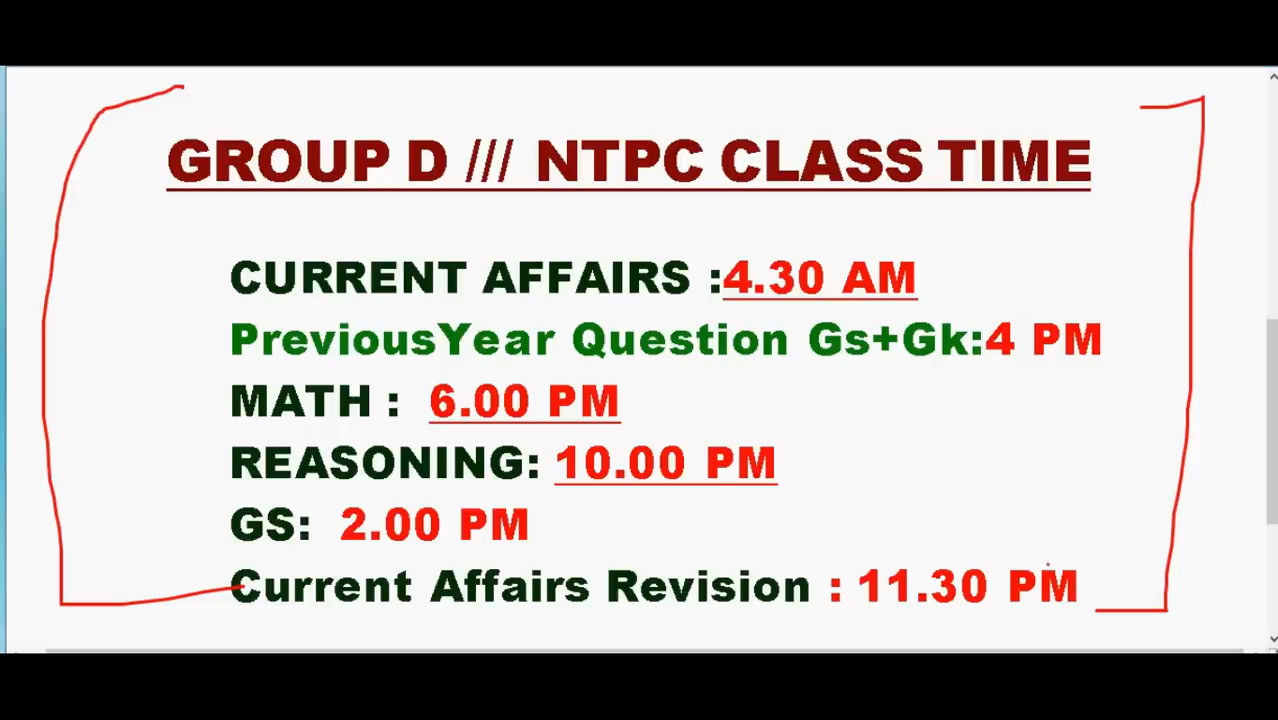 GROUP D /// NTPC CLASS TIME
CURRENT AFFAIRS :4.30 AM
PreviousYear Question Gs+Gk:4 PM
MATH : 6.00 PM
REASONING: 10.00 PM
GS: 2.00 PM
Current Affairs Revision : 11.30 PM